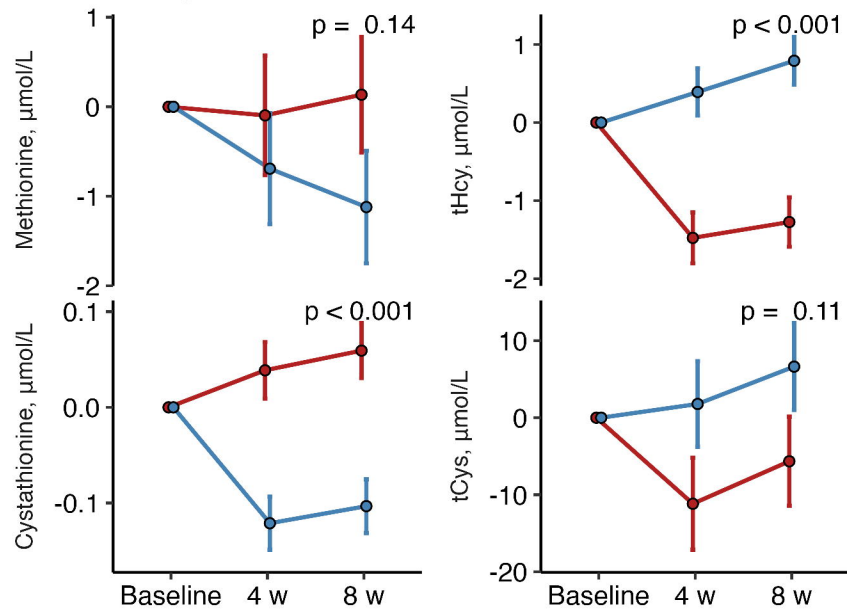 Methionine, µmol/L
1
0
-1
-2
p = 0.14
tHcy, µmol/L
1
0
-1
-2
p < 0.001
Cystathionine, µmol/L
0.1
0.0
-0.1
p < 0.001
Baseline 4 w 8 w
tCys, µmol/L
10
0
-10
-20
p = 0.11
Baseline 4 w 8 w